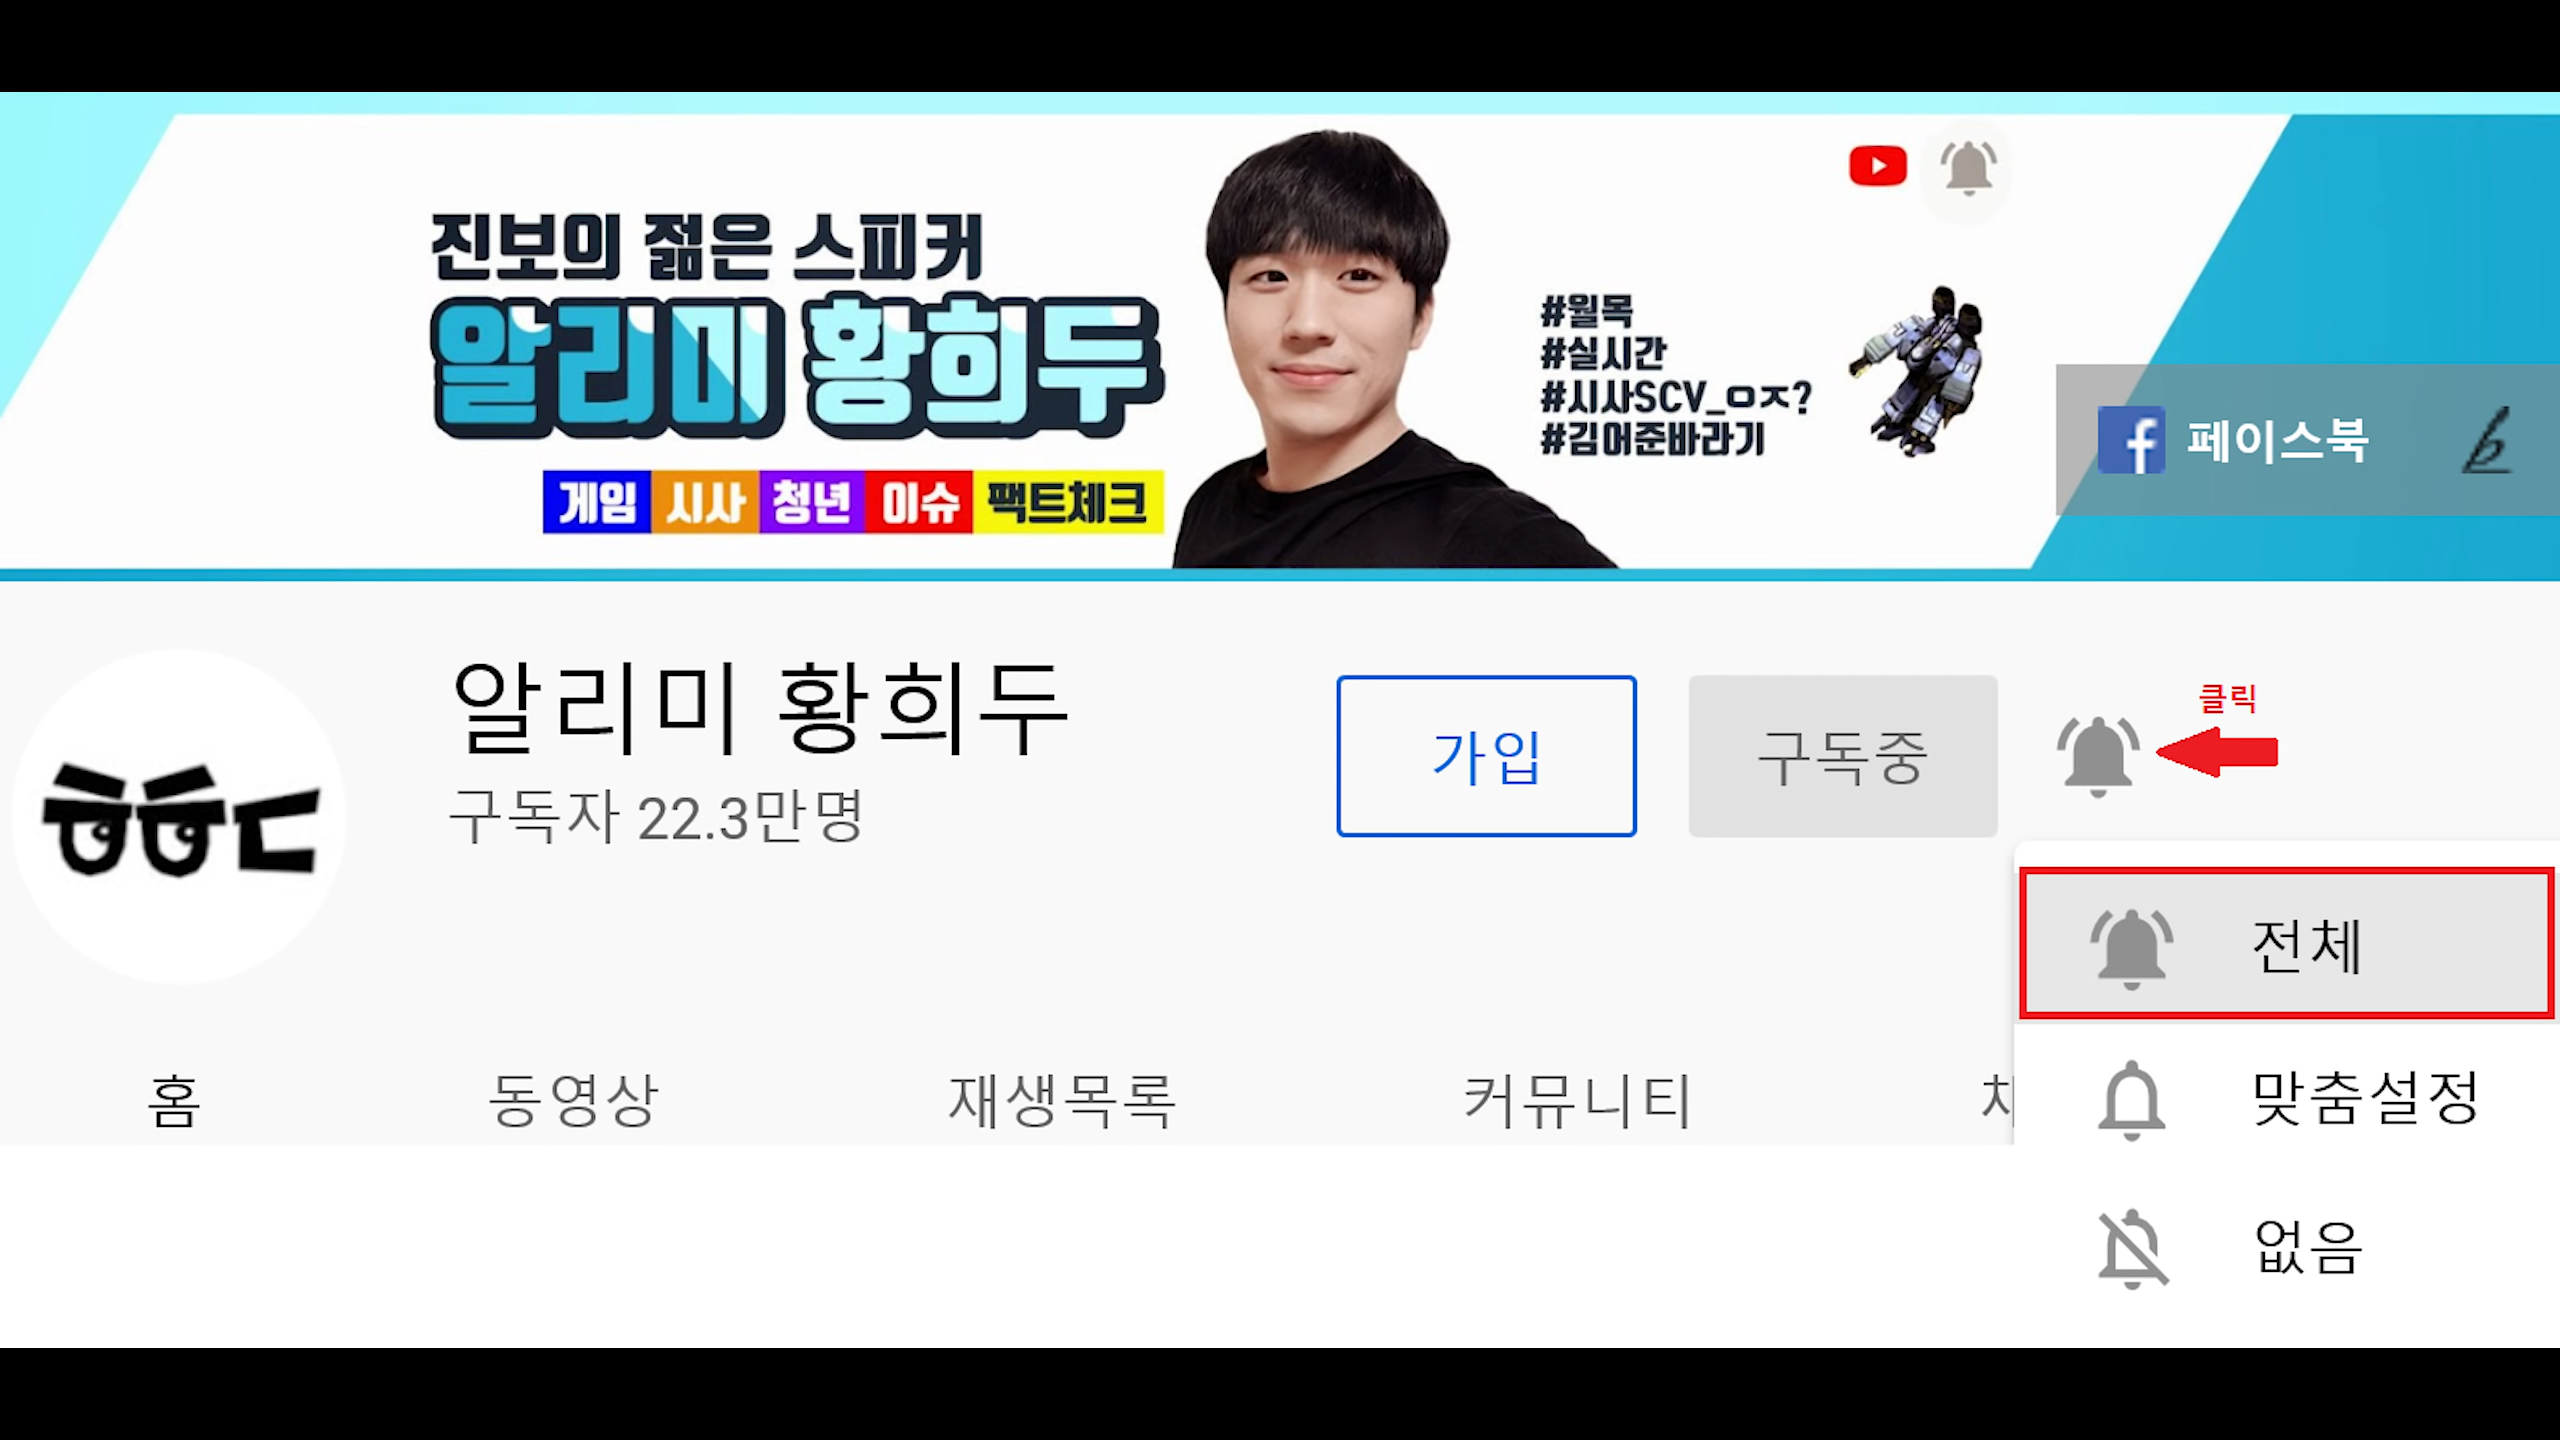 진보의 젊은 스피커
알리미 황희두
게임 시사 청년 이슈 팩트체크
#월목
#실시간
#시사SCV_ㅇㅈ?
#김어준바라기
페이스북
ㅎㅎㄷ
알리미 황희두
구독자 22.3만명
가입
구독중
클릭
전체
맞춤설정
없음
홈 동영상 재생목록 커뮤니티